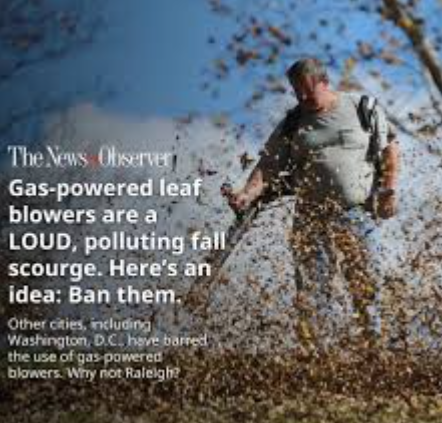 The News & Observer
Gas-powered leaf
blowers are a
LOUD, polluting fall
scourge. Here's an
idea: Ban them.
Other cities, including
Washington, D.C., have barred
the use of gas-powered
blowers. Why not Raleigh?